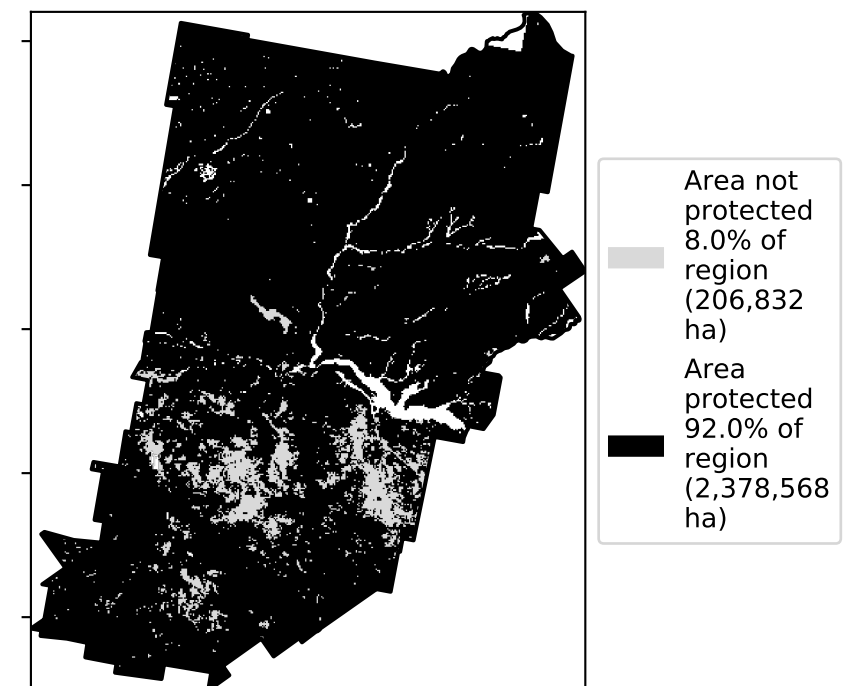 Area not
protected
8.0% of
region
(206,832
ha)
Area
protected
92.0% of
region
(2,378,568
ha)